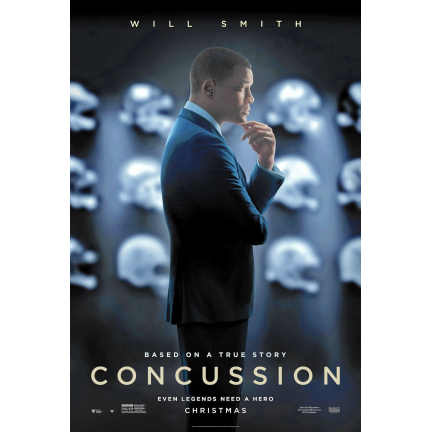 WILL SMITH
BASED ON A TRUE STORY
CONCUSSION
EVEN LEGENDS NEED A HERO
CHRISTMAS